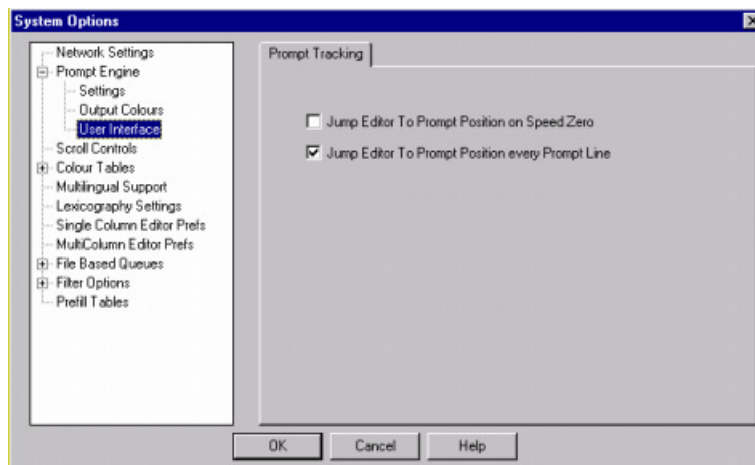 System Options
Network Settings
Prompt Engine
Settings
Output Colours
User Interface
Scroll Controls
Colour Tables
Multilingual Support
Lexicography Settings
Single Column Editor Prefs
MultiColumn Editor Prefs
File Based Queues
Filter Options
Prefill Tables
Prompt Tracking
Jump Editor To Prompt Position on Speed Zero
Jump Editor To Prompt Position every Prompt Line
OK
Cancel
Help